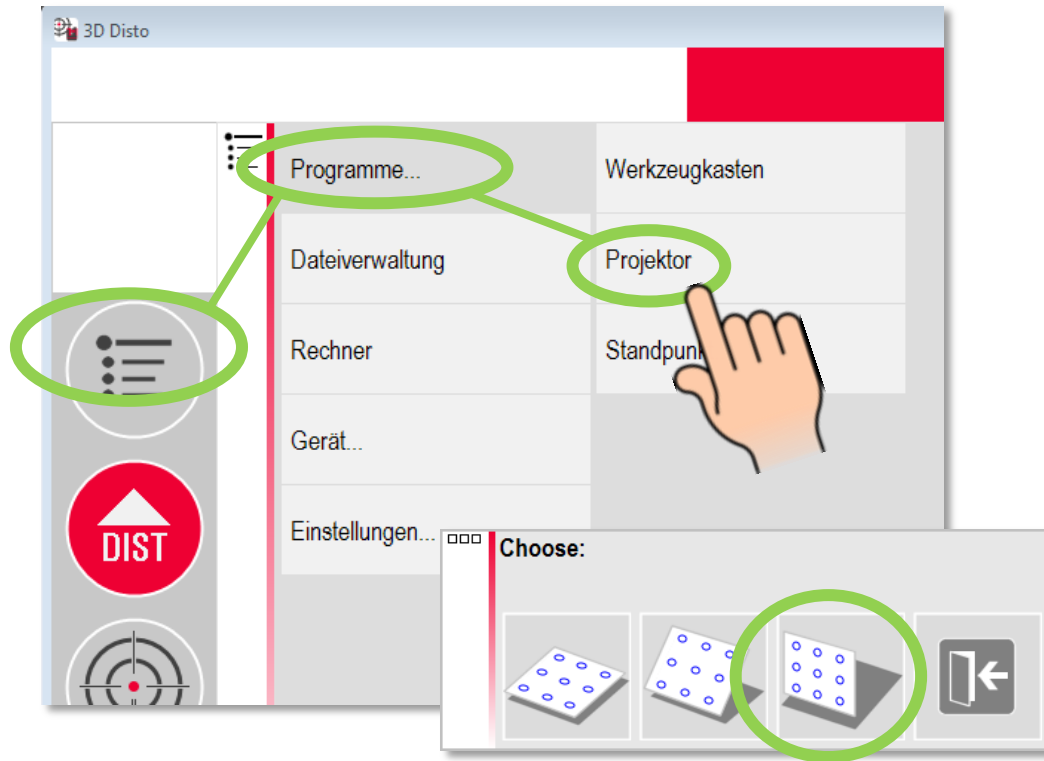 3D Disto
Programme...
Werkzeugkasten
Dateiverwaltung
Projektor
Rechner
Gerät...
DIST
Einstellungen...
Choose: